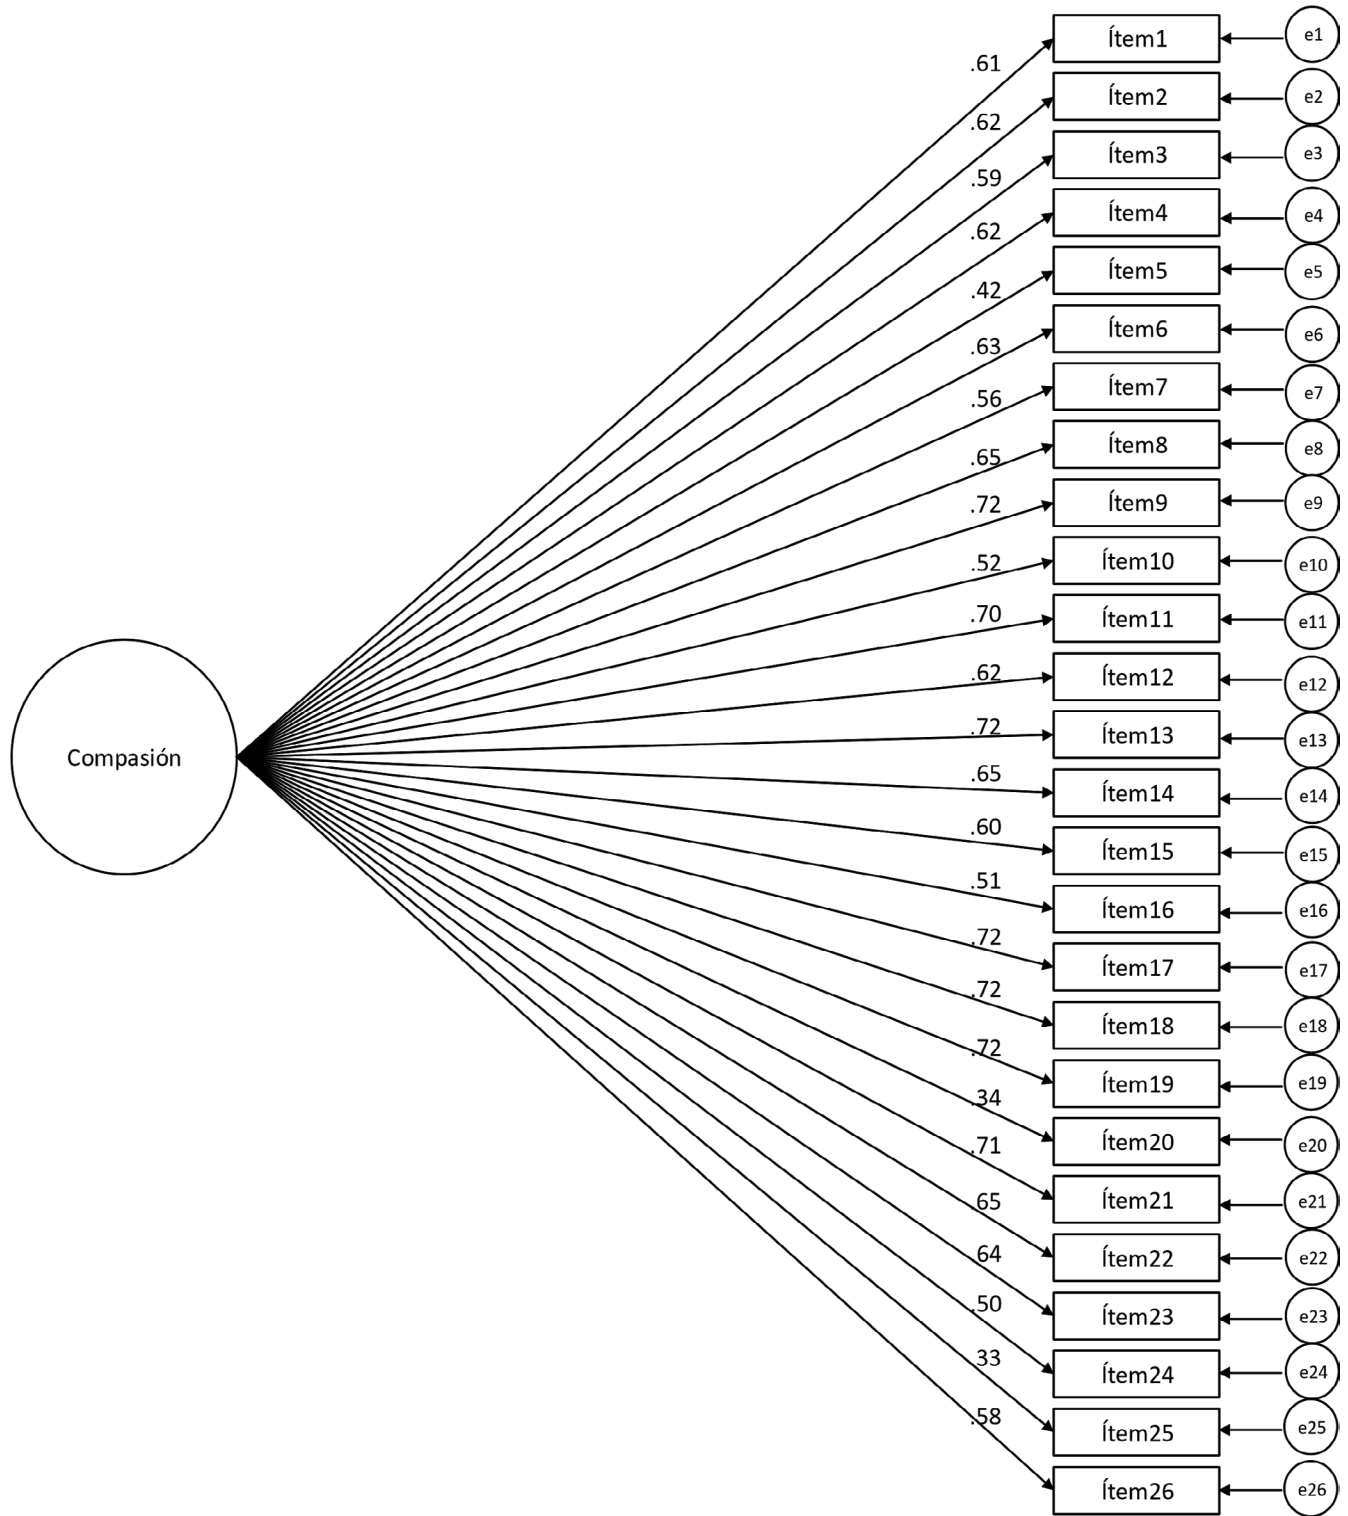 Ítem1
e1
.61
Ítem2
e2
.62
Ítem3
e3
.59
Ítem4
e4
.62
Ítem5
e5
.42
Ítem6
e6
.63
Ítem7
e7
.56
Ítem8
e8
.65
Ítem9
e9
.72
Ítem10
e10
.52
Ítem11
e11
.70
Ítem12
e12
.62
Ítem13
e13
.72
Compasión
Ítem14
e14
.65
Ítem15
e15
.60
Ítem16
e16
.51
Ítem17
e17
.72
Ítem18
e18
.72
Ítem19
e19
.72
Ítem20
e20
.34
Ítem21
e21
.71
Ítem22
e22
.65
Ítem23
e23
.64
Ítem24
e24
.50
Ítem25
e25
.33
Ítem26
e26
.58